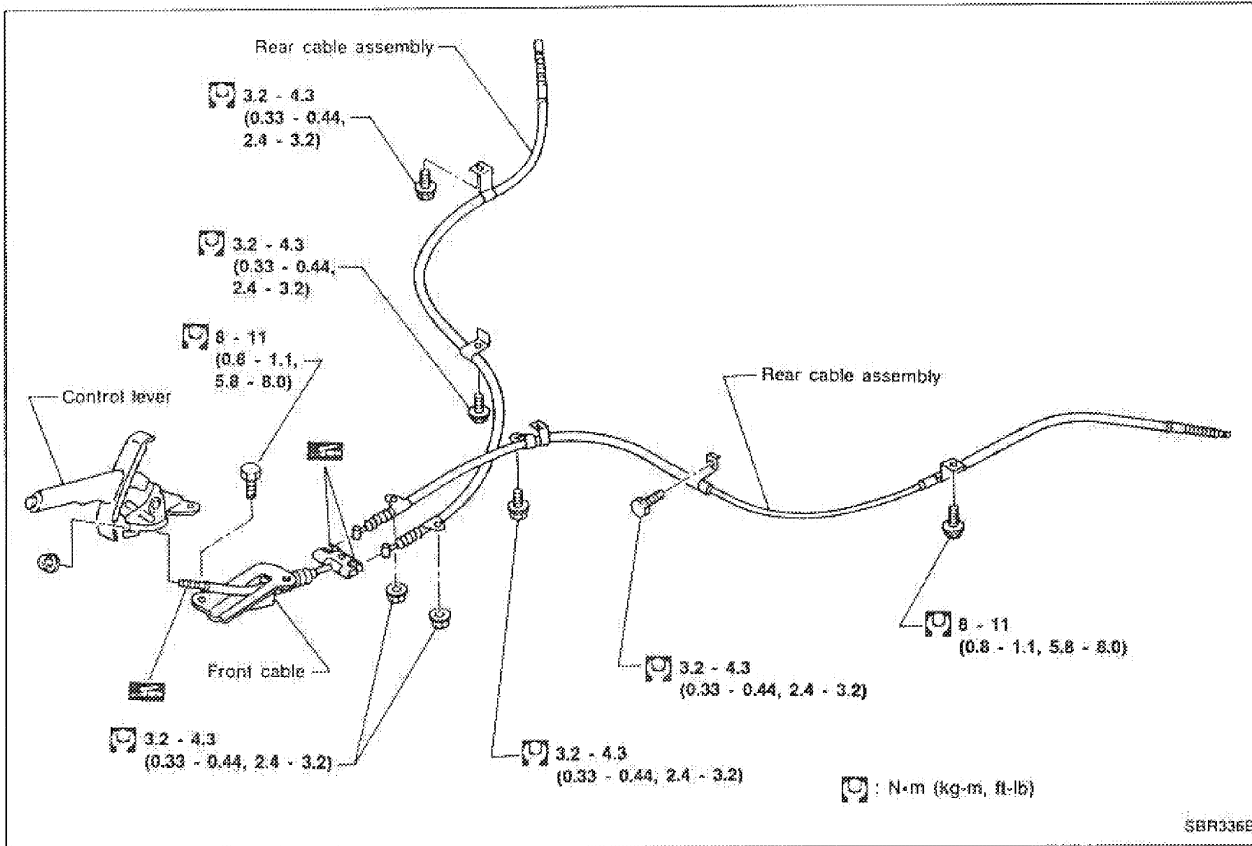 Rear cable assembly
3.2 - 4.3
(0.33 - 0.44,
2.4 - 3.2)
3.2 - 4.3
(0.33 - 0.44,
2.4 - 3.2)
8 - 11
(0.8 - 1.1,
5.8 - 8.0)
Control lever
Rear cable assembly
Front cable
8 - 11
(0.8 - 1.1, 5.8 - 8.0)
3.2 - 4.3
(0.33 - 0.44, 2.4 - 3.2)
3.2 - 4.3
(0.33 - 0.44, 2.4 - 3.2)
3.2 - 4.3
(0.33 - 0.44, 2.4 - 3.2)
: N•m (kg-m, ft-lb)